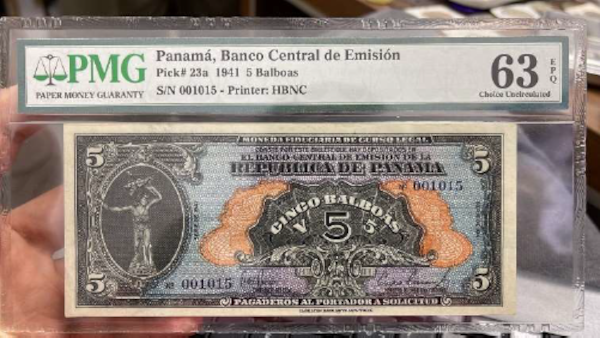 PMG
PAPER MONEY GUARANTY
Panamá, Banco Central de Emisión
Pick# 23a 1941 5 Balboas
S/N 001015 - Printer: HBNC
63 EPQ
Choice Uncirculated
MONEDA FIDUCIARIA DE CURSO LEGAL
EL BANCO CENTRAL DE EMISION DE LA
REPUBLICA DE PANAMA
5
5
Nº 001015
CINCO BALBOAS
V 5 5
5
Nº 001015
5
PAGADEROS AL PORTADOR A SOLICITUD